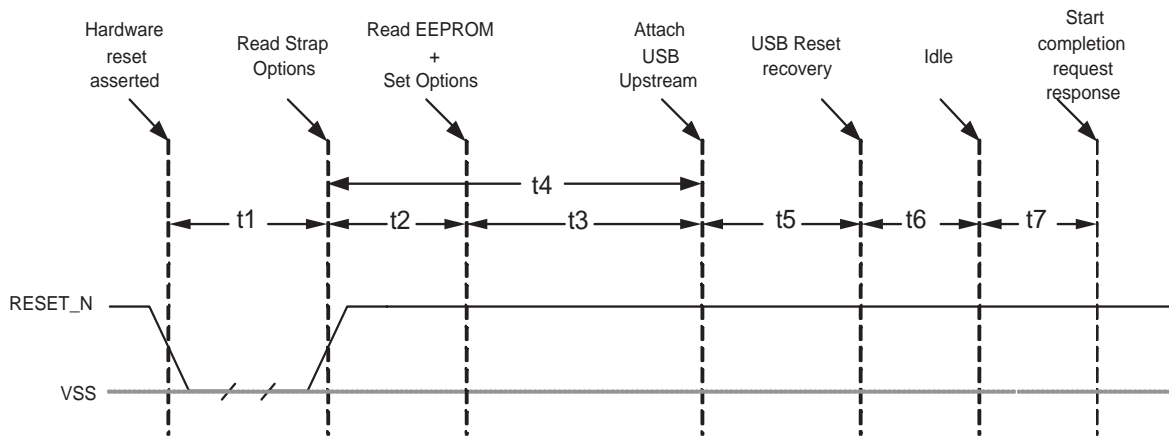 Hardware
reset
asserted
Read Strap
Options
Read EEPROM
+
Set Options
Attach
USB
Upstream
USB Reset
recovery
Idle
Start
completion
request
response
t4
t1
t2
t3
t5
t6
t7
RESET_N
VSS